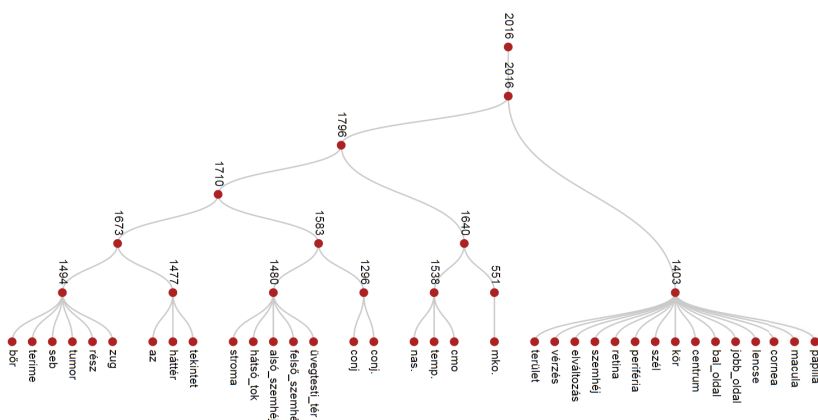 2016
2016
1796
1710
1673
1583
1640
1494
1477
1480
1296
1538
551
1403
bőr
terime
seb
tumor
rész
zug
az
háttér
tekintet
stroma
hátsó_tok
alsó_szemhé
felső_szemhé
üvegtesti_tér
conj
conj.
nas.
temp.
cmo
mko.
terület
vérzés
elváltozás
szemhéj
retina
periféria
szél
kör
centrum
bal_oldal
jobb_oldal
lencse
cornea
macula
papilla